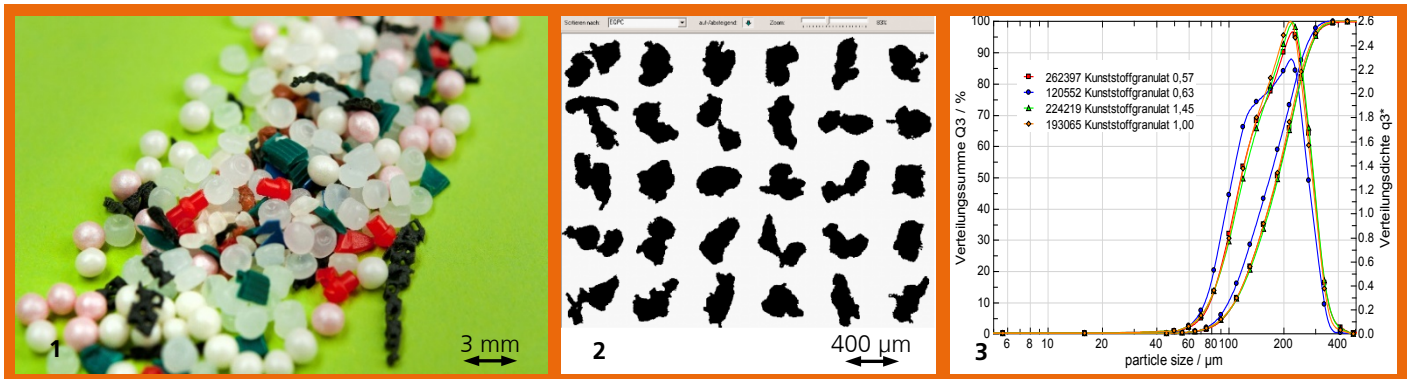 1
3 mm
Sortieren nach: EQPC auf-/absteigend: Zoom: 80%
2
400 µm
100
90
80
70
60
50
40
30
20
10
0
Verteilungssumme Q3 / %
262397 Kunststoffgranulat 0,57
120552 Kunststoffgranulat 0,63
224219 Kunststoffgranulat 1,45
193065 Kunststoffgranulat 1,00
2.6
2.4
2.2
2.0
1.8
1.6
1.4
1.2
1.0
0.8
0.6
0.4
0.2
0.0
Verteilungsdichte q3*
6 8 10 20 40 60 80 100 200 400
particle size / µm
3